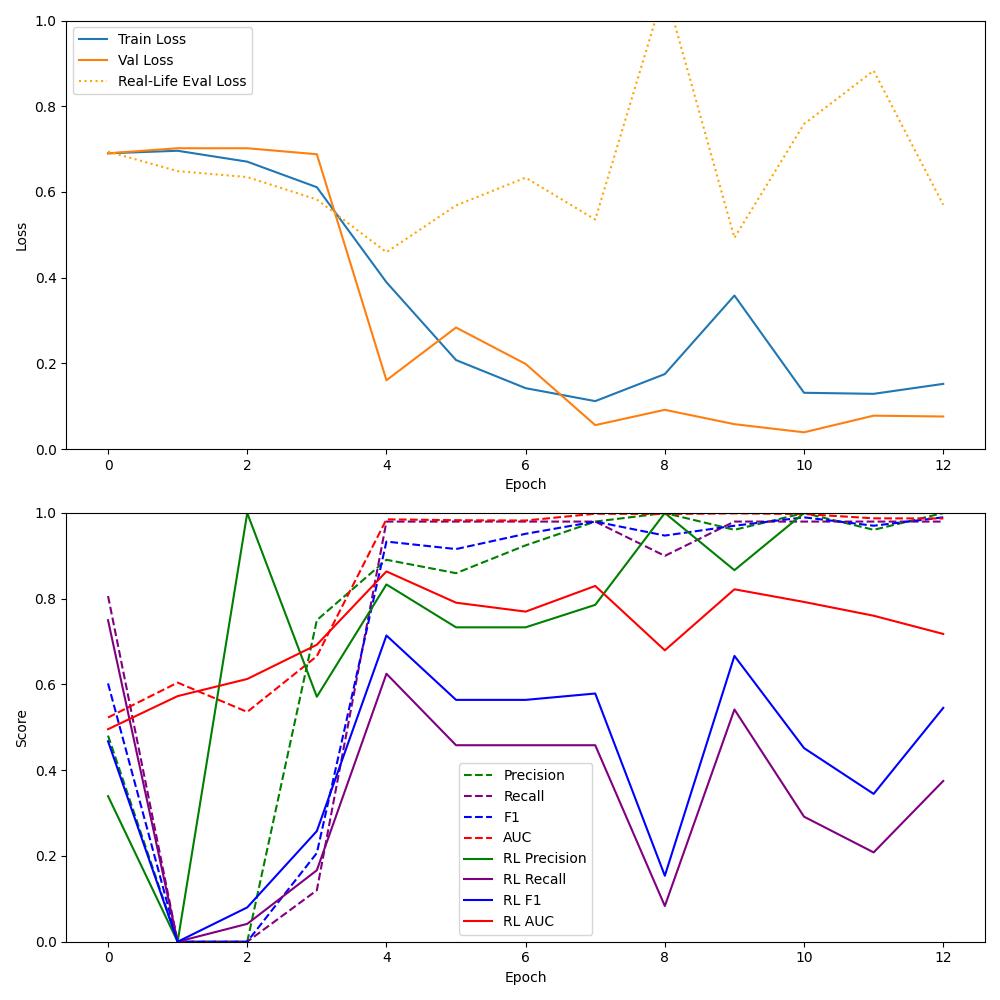 1.0
0.8
0.6
0.4
0.2
0.0
Loss
Train Loss
Val Loss
Real-Life Eval Loss
0 2 4 6 8 10 12
Epoch
1.0
0.8
0.6
0.4
0.2
0.0
Score
Precision
Recall
F1
AUC
RL Precision
RL Recall
RL F1
RL AUC
0 2 4 6 8 10 12
Epoch